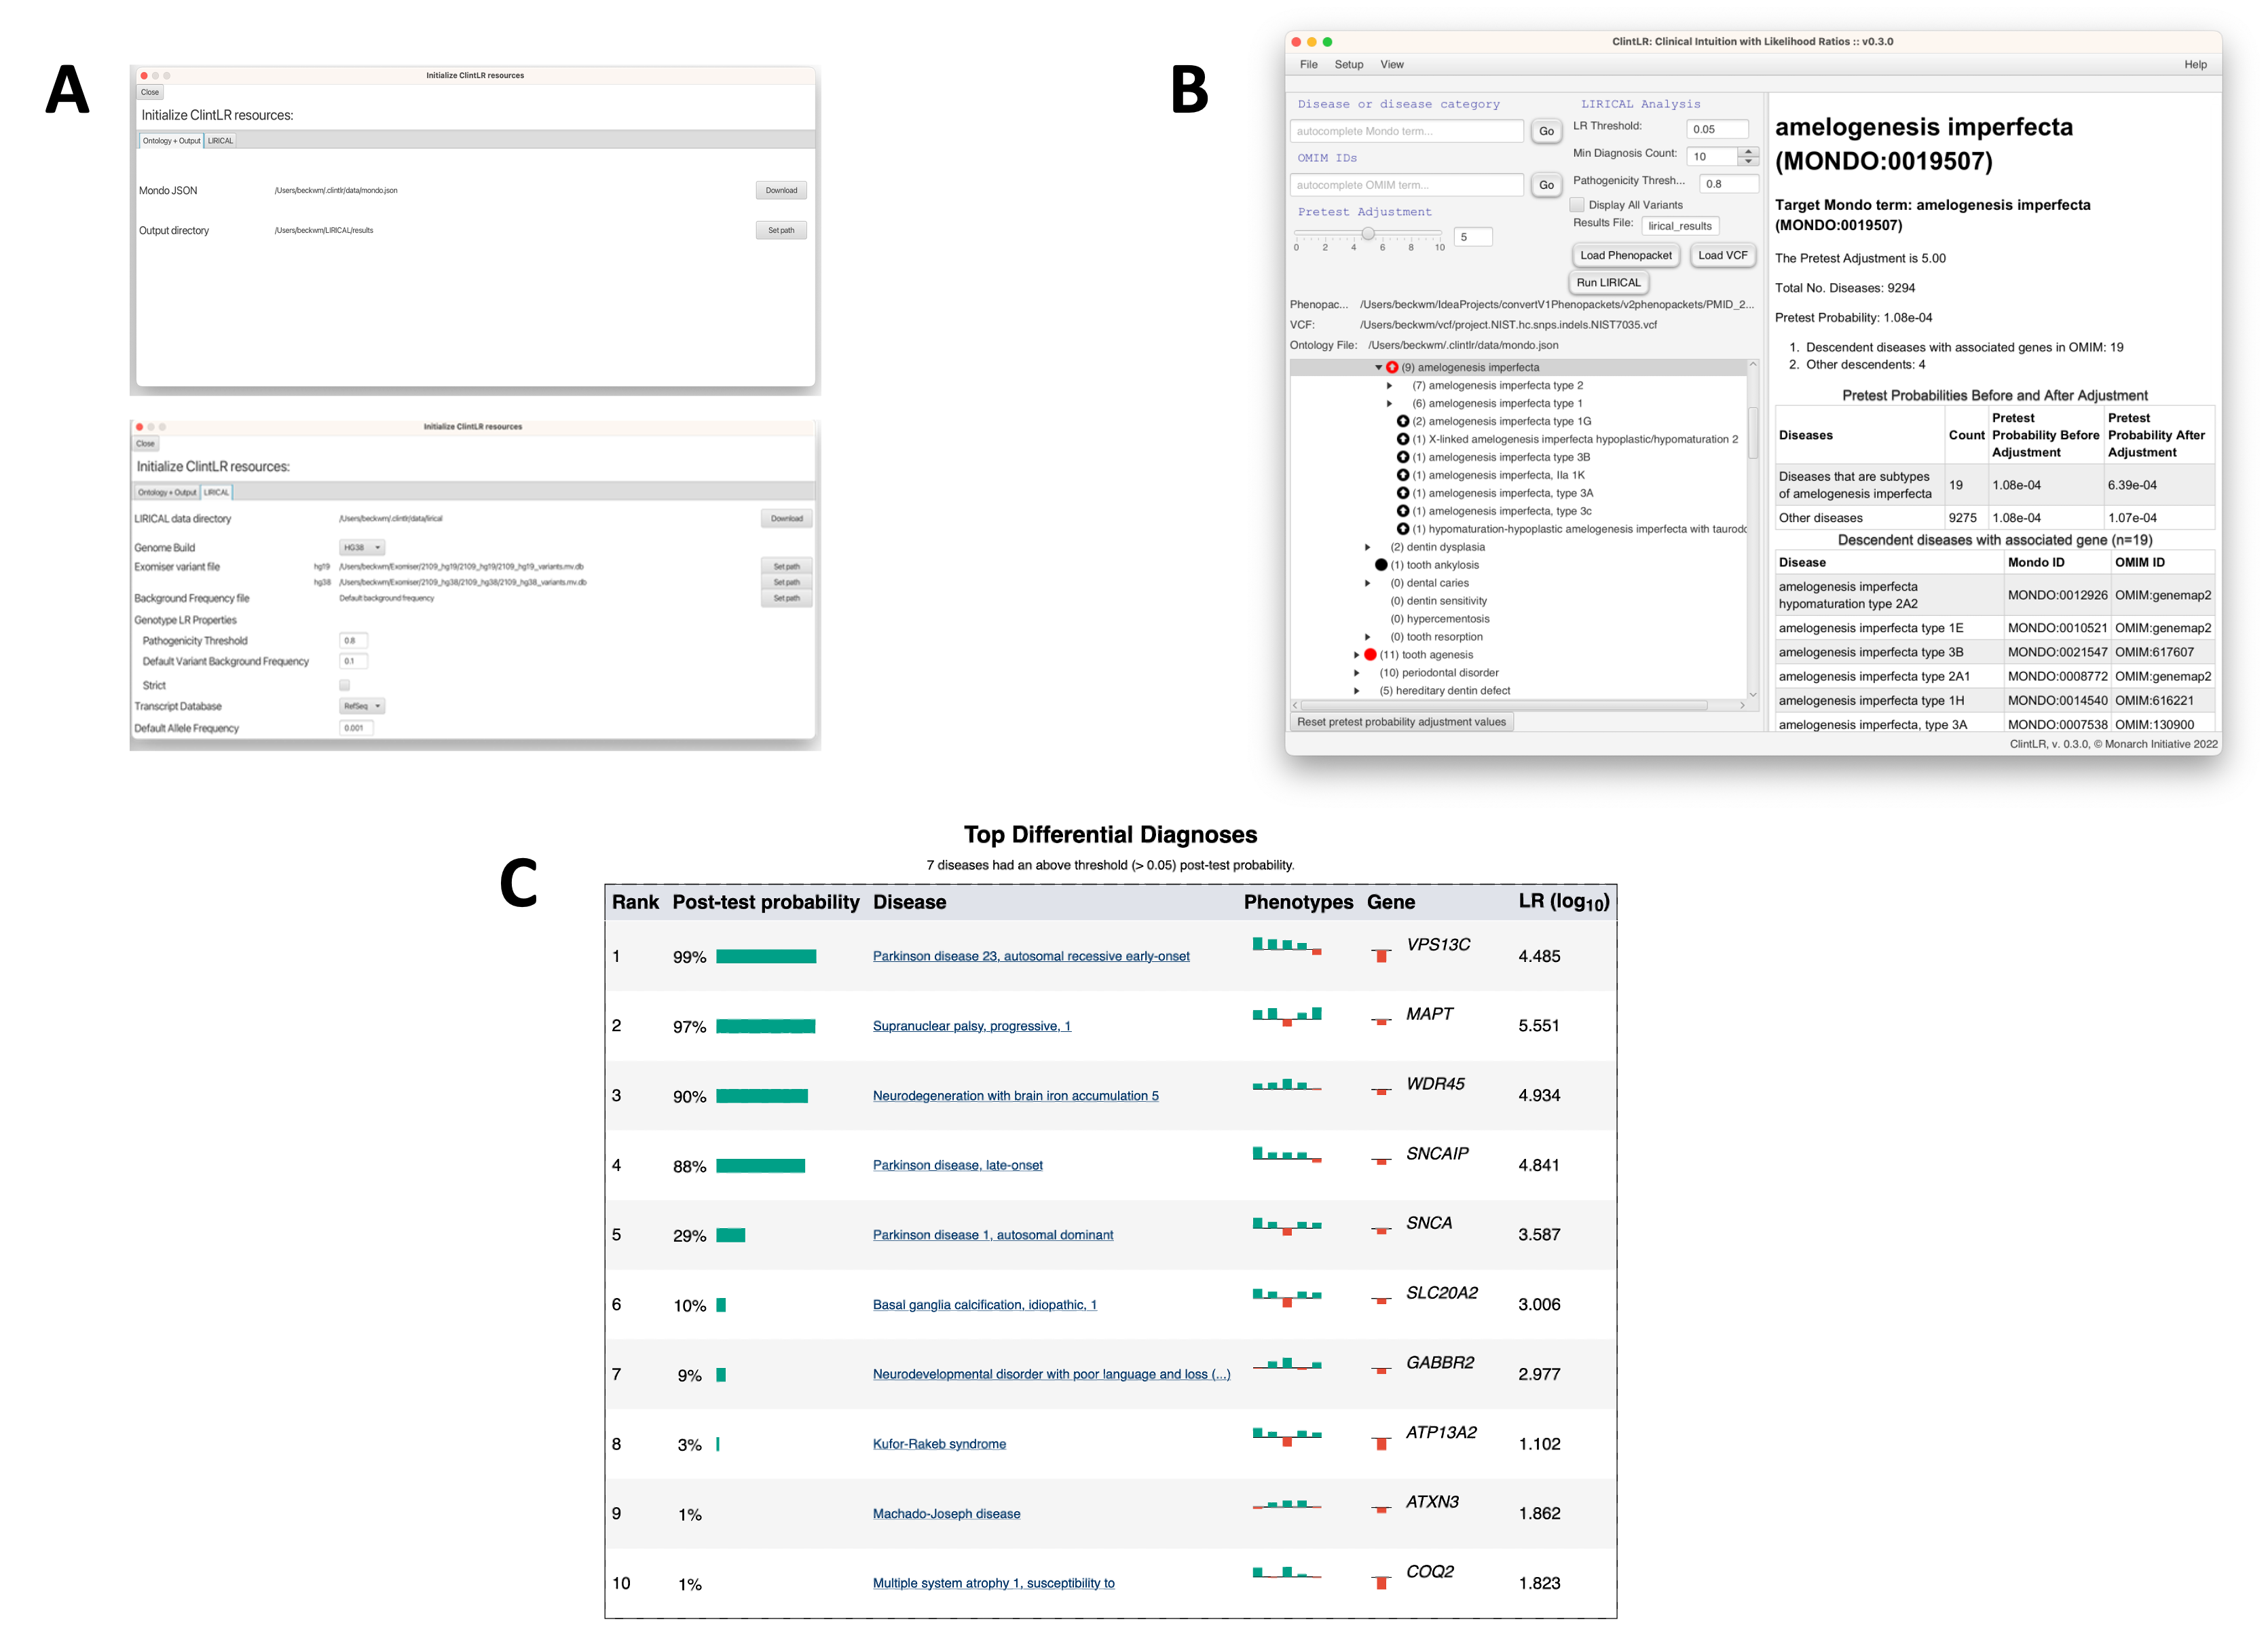 A
Initialize ClintLR resources
Close
Initialize ClintLR resources:
Ontology + Output LIRICAL
Mondo JSON /Users/beckwm/.clintlr/data/mondo.json Download
Output directory /Users/beckwm/LIRICAL/results Set path
Initialize ClintLR resources
Close
Initialize ClintLR resources:
Ontology + Output LIRICAL
LIRICAL data directory /Users/beckwm/.clintlr/data/lirical Download
Genome Build HG38
Exomiser variant file hg19 /Users/beckwm/Exomiser/2109_hg19/2109_hg19/2109_hg19_variants.mv.db Set path
hg38 /Users/beckwm/Exomiser/2109_hg38/2109_hg38/2109_hg38_variants.mv.db Set path
Background Frequency file Default background frequency Set path
Genotype LR Properties
Pathogenicity Threshold 0.8
Default Variant Background Frequency 0.1
Strict
Transcript Database RefSeq
Default Allele Frequency 0.001
B
ClintLR: Clinical Intuition with Likelihood Ratios :: v0.3.0
File Setup View Help
Disease or disease category LIRICAL Analysis
autocomplete Mondo term... Go LR Threshold: 0.05
OMIM IDs Min Diagnosis Count: 10
autocomplete OMIM term... Go Pathogenicity Thresh... 0.8
Display All Variants
Pretest Adjustment Results File: lirical_results
0 2 4 6 8 10 5
Load Phenopacket Load VCF
Run LIRICAL
Phenopac... /Users/beckwm/IdeaProjects/convertV1Phenopackets/v2phenopackets/PMID_2...
VCF: /Users/beckwm/vcf/project.NIST.hc.snps.indels.NIST7035.vcf
Ontology File: /Users/beckwm/.clintlr/data/mondo.json
(9) amelogenesis imperfecta
(7) amelogenesis imperfecta type 2
(6) amelogenesis imperfecta type 1
(2) amelogenesis imperfecta type 1G
(1) X-linked amelogenesis imperfecta hypoplastic/hypomaturation 2
(1) amelogenesis imperfecta type 3B
(1) amelogenesis imperfecta, IIa 1K
(1) amelogenesis imperfecta, type 3A
(1) amelogenesis imperfecta, type 3c
(1) hypomaturation-hypoplastic amelogenesis imperfecta with taurodo
(2) dentin dysplasia
(1) tooth ankylosis
(0) dental caries
(0) dentin sensitivity
(0) hypercementosis
(0) tooth resorption
(11) tooth agenesis
(10) periodontal disorder
(5) hereditary dentin defect
Reset pretest probability adjustment values
amelogenesis imperfecta
(MONDO:0019507)
Target Mondo term: amelogenesis imperfecta
(MONDO:0019507)
The Pretest Adjustment is 5.00
Total No. Diseases: 9294
Pretest Probability: 1.08e-04
1. Descendent diseases with associated genes in OMIM: 19
2. Other descendents: 4
Pretest Probabilities Before and After Adjustment
Diseases Count Pretest Probability Before Adjustment Pretest Probability After Adjustment
Diseases that are subtypes of amelogenesis imperfecta 19 1.08e-04 6.39e-04
Other diseases 9275 1.08e-04 1.07e-04
Descendent diseases with associated gene (n=19)
Disease Mondo ID OMIM ID
amelogenesis imperfecta hypomaturation type 2A2 MONDO:0012926 OMIM:genemap2
amelogenesis imperfecta type 1E MONDO:0010521 OMIM:genemap2
amelogenesis imperfecta type 3B MONDO:0021547 OMIM:617607
amelogenesis imperfecta type 2A1 MONDO:0008772 OMIM:genemap2
amelogenesis imperfecta type 1H MONDO:0014540 OMIM:616221
amelogenesis imperfecta, type 3A MONDO:0007538 OMIM:130900
ClintLR, v. 0.3.0, © Monarch Initiative 2022
C
Top Differential Diagnoses
7 diseases had an above threshold (> 0.05) post-test probability.
Rank Post-test probability Disease Phenotypes Gene LR (log10)
1 99% Parkinson disease 23, autosomal recessive early-onset VPS13C 4.485
2 97% Supranuclear palsy, progressive, 1 MAPT 5.551
3 90% Neurodegeneration with brain iron accumulation 5 WDR45 4.934
4 88% Parkinson disease, late-onset SNCAIP 4.841
5 29% Parkinson disease 1, autosomal dominant SNCA 3.587
6 10% Basal ganglia calcification, idiopathic, 1 SLC20A2 3.006
7 9% Neurodevelopmental disorder with poor language and loss (...) GABBR2 2.977
8 3% Kufor-Rakeb syndrome ATP13A2 1.102
9 1% Machado-Joseph disease ATXN3 1.862
10 1% Multiple system atrophy 1, susceptibility to COQ2 1.823